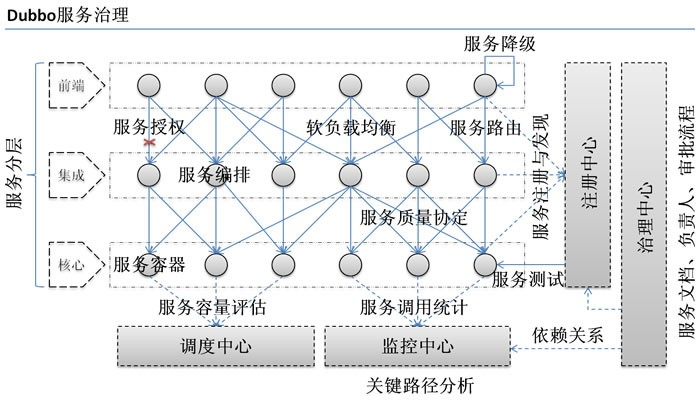 Dubbo服务治理
服务降级
前端
服务授权
软负载均衡
服务路由
服务分层
集成
服务编排
服务注册与发现
注册中心
治理中心
服务文档、负责人、审批流程
服务质量协定
核心
服务容器
服务测试
服务容量评估
服务调用统计
调度中心
监控中心
依赖关系
关键路径分析